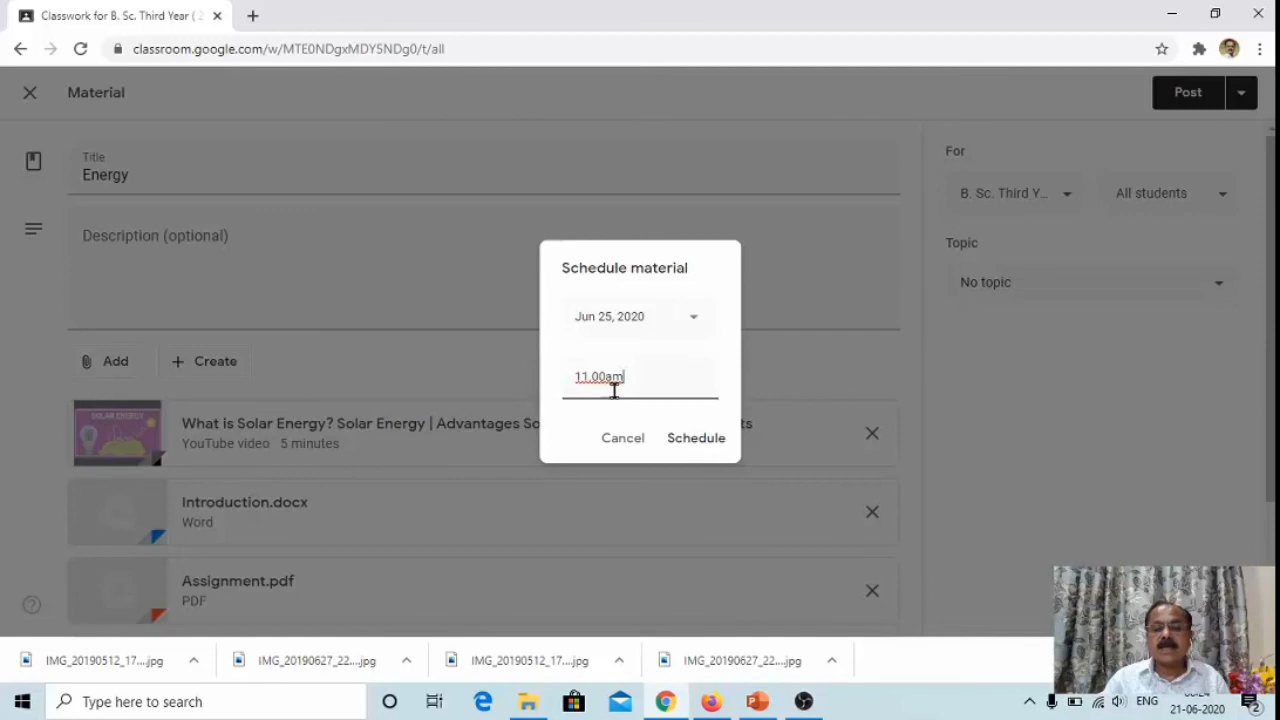 Classwork for B. Sc. Third Year ( 2
classroom.google.com/w/MTE0NDgxMDY5NDg0/t/all
Material
Post
Title
Energy
Description (optional)
For
B. Sc. Third Y...
All students
Topic
No topic
Schedule material
Jun 25, 2020
11.00am
Cancel
Schedule
Add
Create
What is Solar Energy? Solar Energy | Advantages So
ts
YouTube video 5 minutes
Introduction.docx
Word
Assignment.pdf
PDF
IMG_20190512_17....jpg
IMG_20190627_22....jpg
IMG_20190512_17....jpg
IMG_20190627_22....jpg
Type here to search
ENG
21-06-2020
2